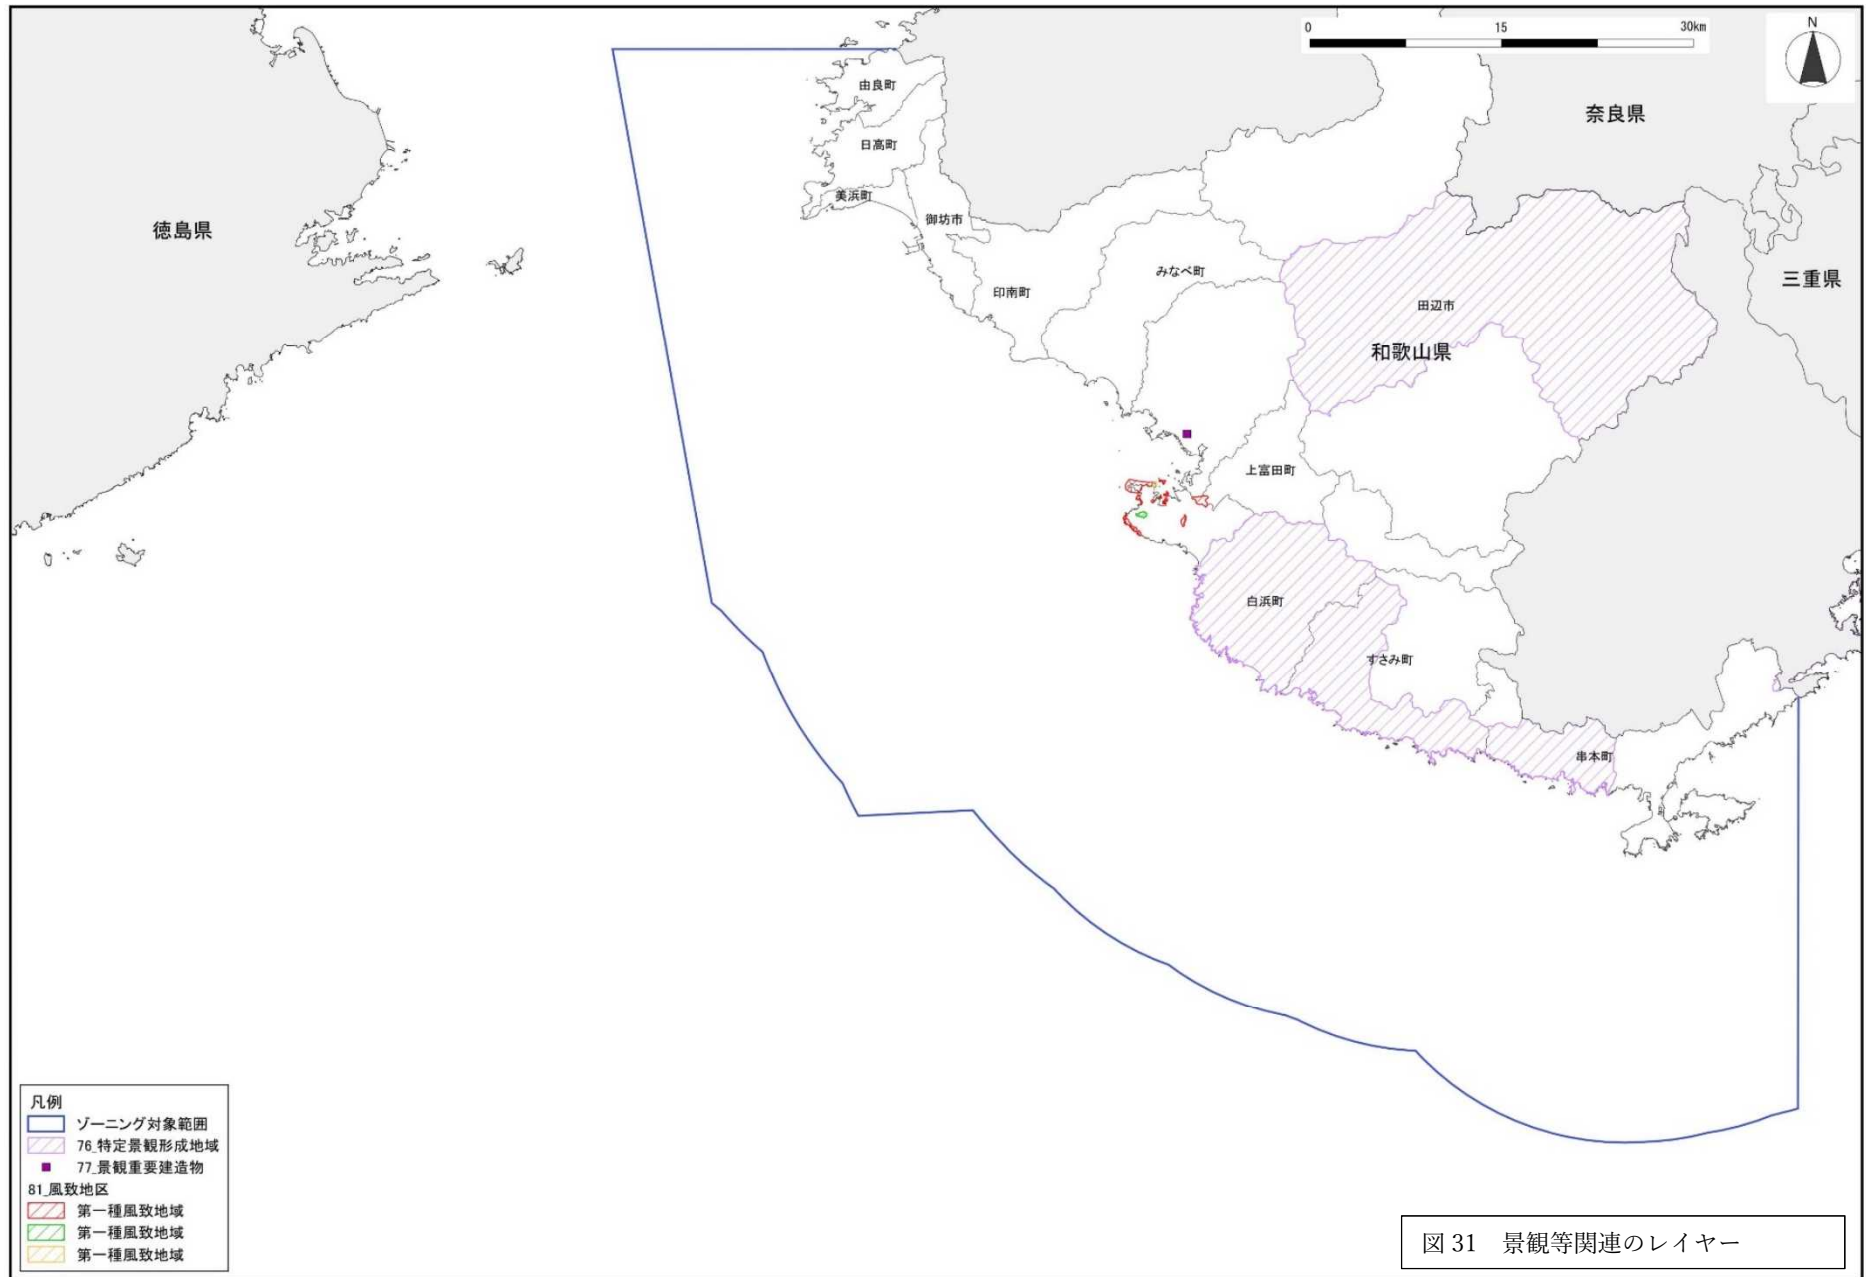 0 15 30km
N
由良町
奈良県
日高町
美浜町
御坊市
徳島県
みなべ町
三重県
印南町
田辺市
和歌山県
上富田町
白浜町
すさみ町
串本町
凡例
ゾーニング対象範囲
76_特定景観形成地域
77_景観重要建造物
81_風致地区
第一種風致地域
第一種風致地域
第一種風致地域
図 31 景観等関連のレイヤー